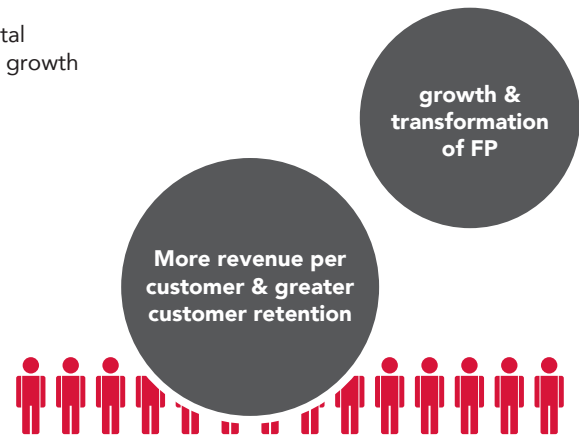 tal
growth
growth &
transformation
of FP
More revenue per
customer & greater
customer retention